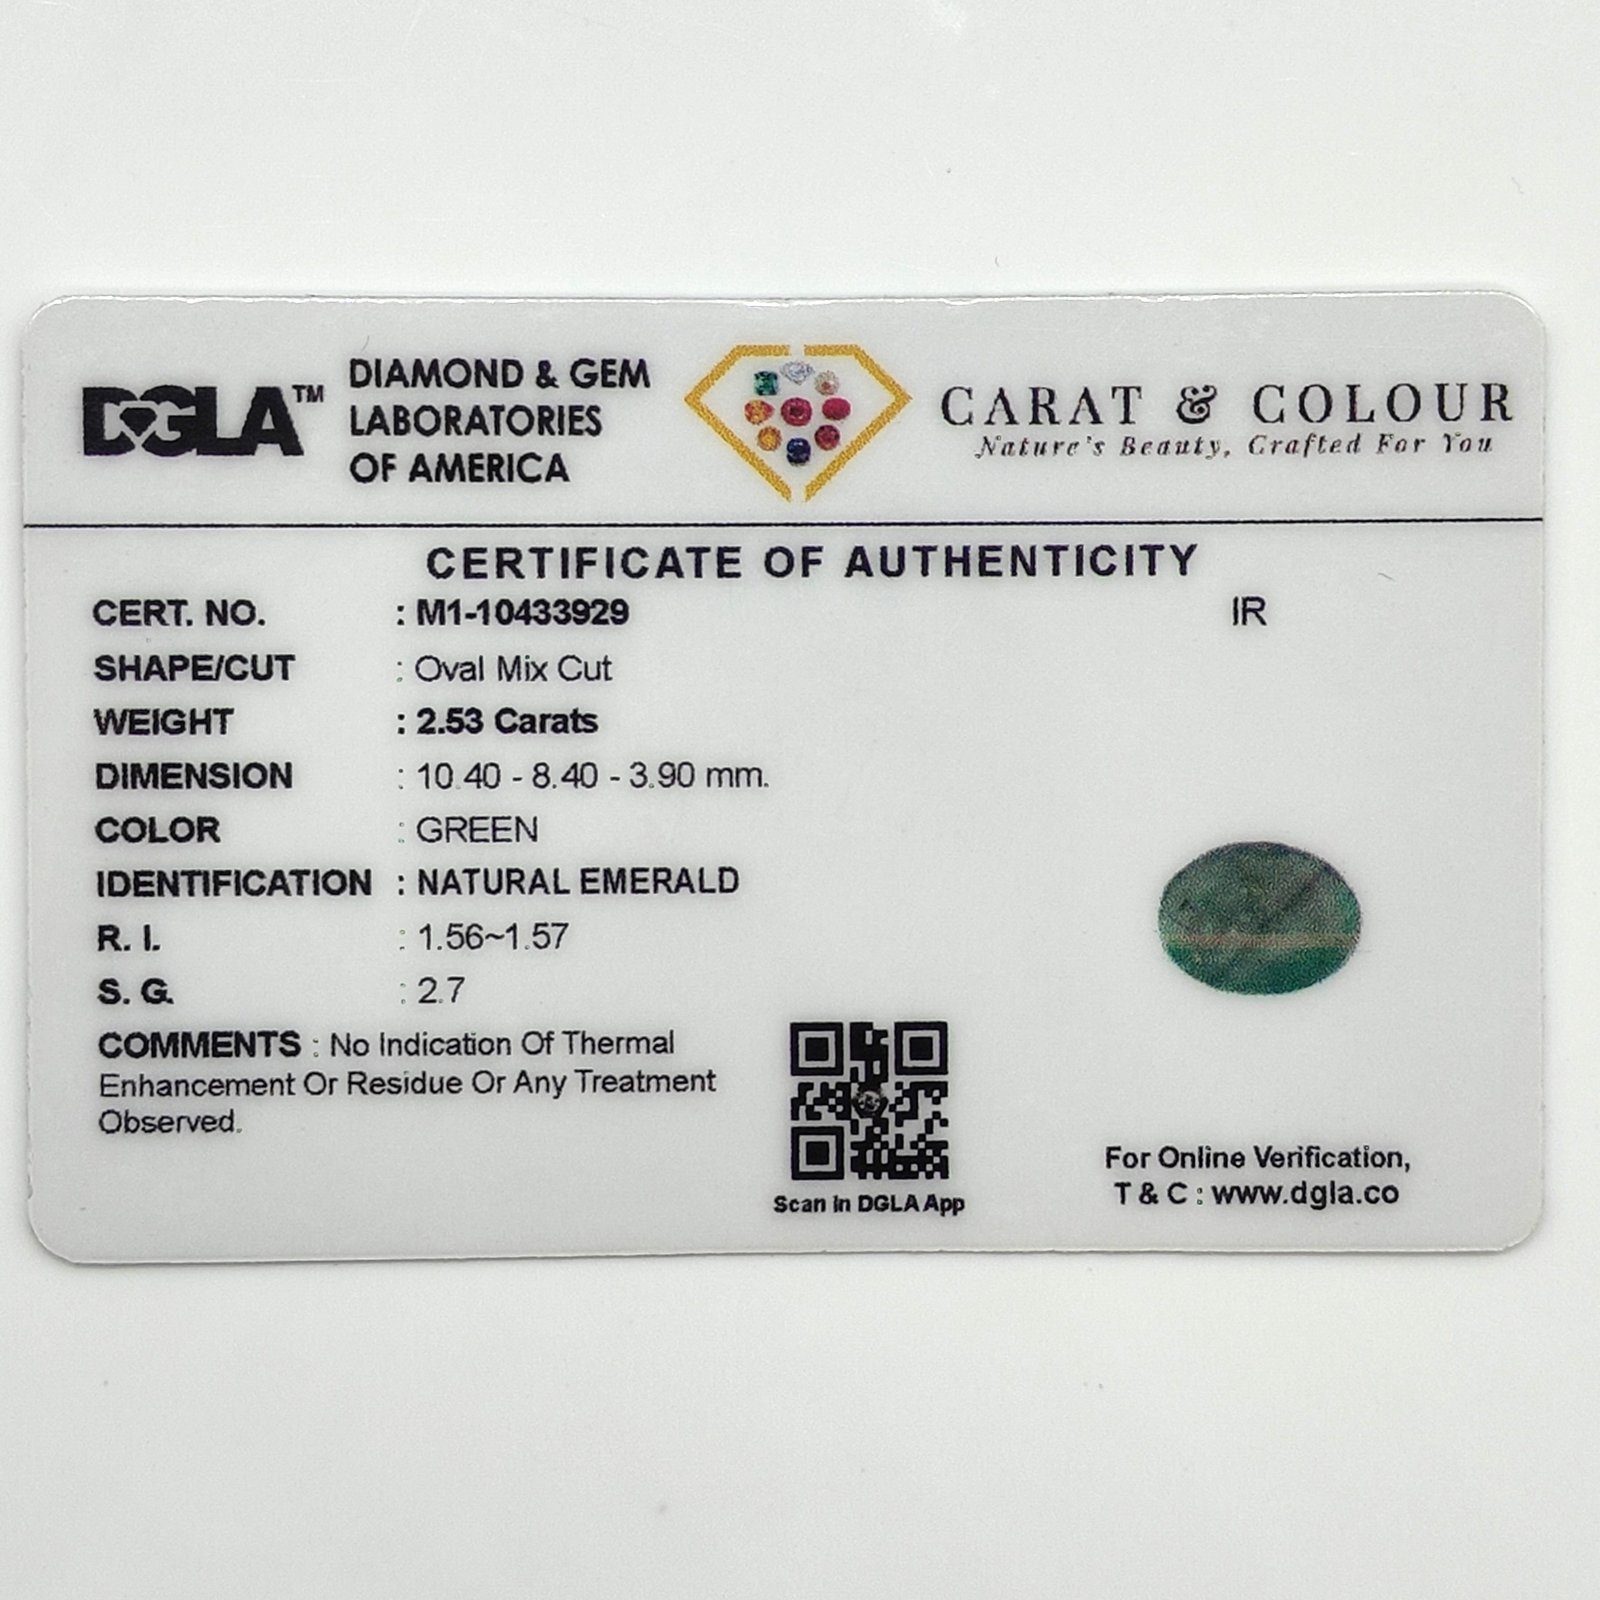 DGLA™
DIAMOND & GEM
LABORATORIES
OF AMERICA
CARAT & COLOUR
Nature's Beauty, Crafted For You
CERTIFICATE OF AUTHENTICITY
CERT. NO. : M1-10433929 IR
SHAPE/CUT : Oval Mix Cut
WEIGHT : 2.53 Carats
DIMENSION : 10.40 - 8.40 - 3.90 mm.
COLOR : GREEN
IDENTIFICATION : NATURAL EMERALD
R. I. : 1.56~1.57
S. G. : 2.7
COMMENTS : No Indication Of Thermal
Enhancement Or Residue Or Any Treatment
Observed.
Scan in DGLA App
For Online Verification,
T & C : www.dgla.co